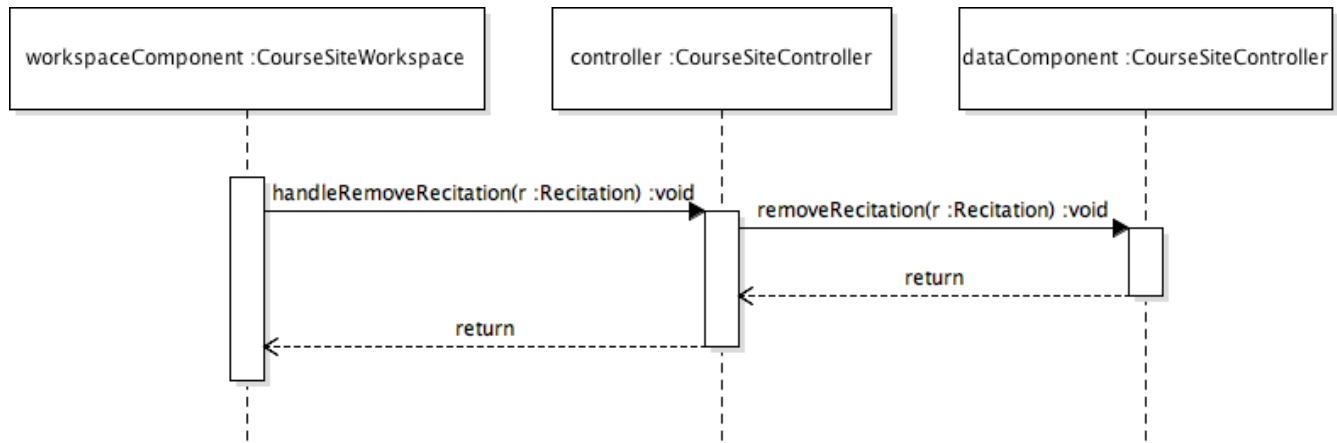 workspaceComponent :CourseSiteWorkspace
controller :CourseSiteController
dataComponent :CourseSiteController
handleRemoveRecitation(r :Recitation) :void
removeRecitation(r :Recitation) :void
return
return